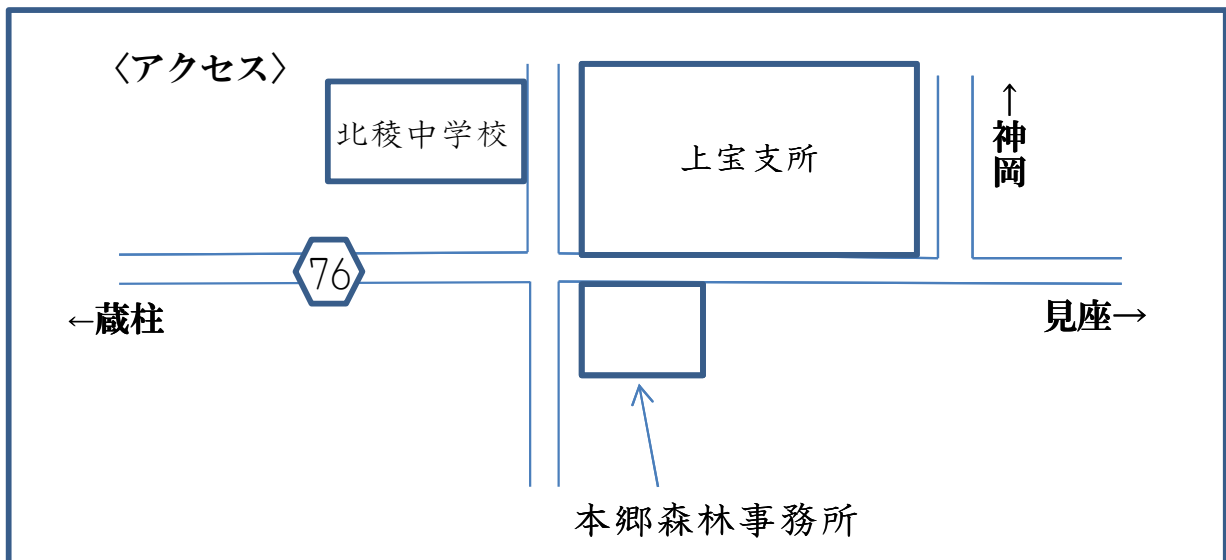 〈アクセス〉
北稜中学校
上宝支所
↑神岡
76
←蔵柱
見座→
本郷森林事務所